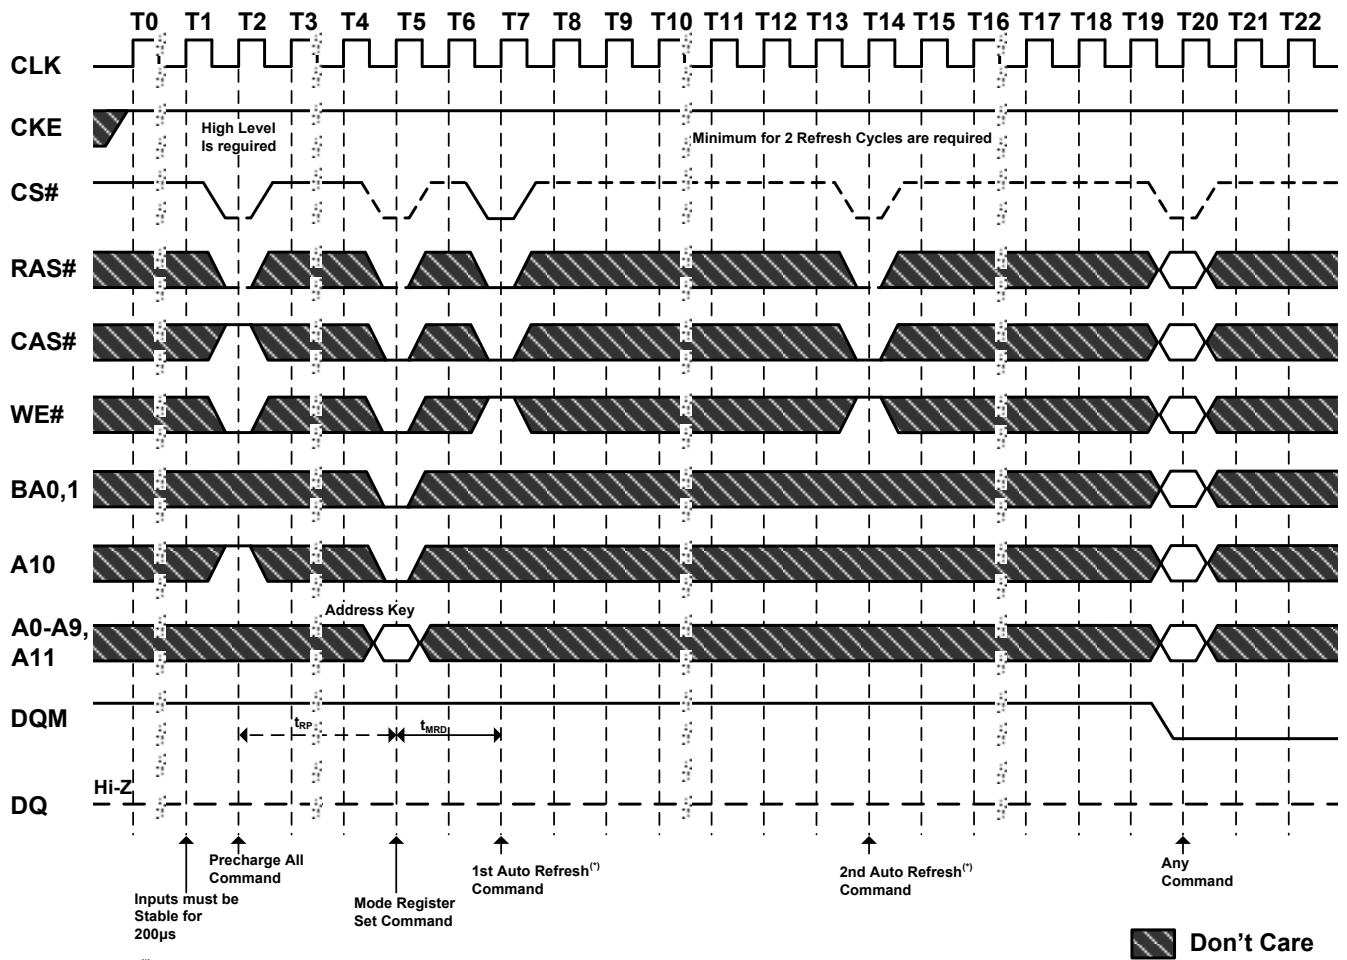 T0 T1 T2 T3 T4 T5 T6 T7 T8 T9 T10 T11 T12 T13 T14 T15 T16 T17 T18 T19 T20 T21 T22
CLK
CKE
High Level
Is reguired
Minimum for 2 Refresh Cycles are required
CS#
RAS#
CAS#
WE#
BA0,1
A10
Address Key
A0-A9,
A11
DQM
tRP
tMRD
Hi-Z
DQ
Precharge All
Command
Inputs must be
Stable for
200µs
Mode Register
Set Command
1st Auto Refresh(*)
Command
2nd Auto Refresh(*)
Command
Any
Command
Don't Care